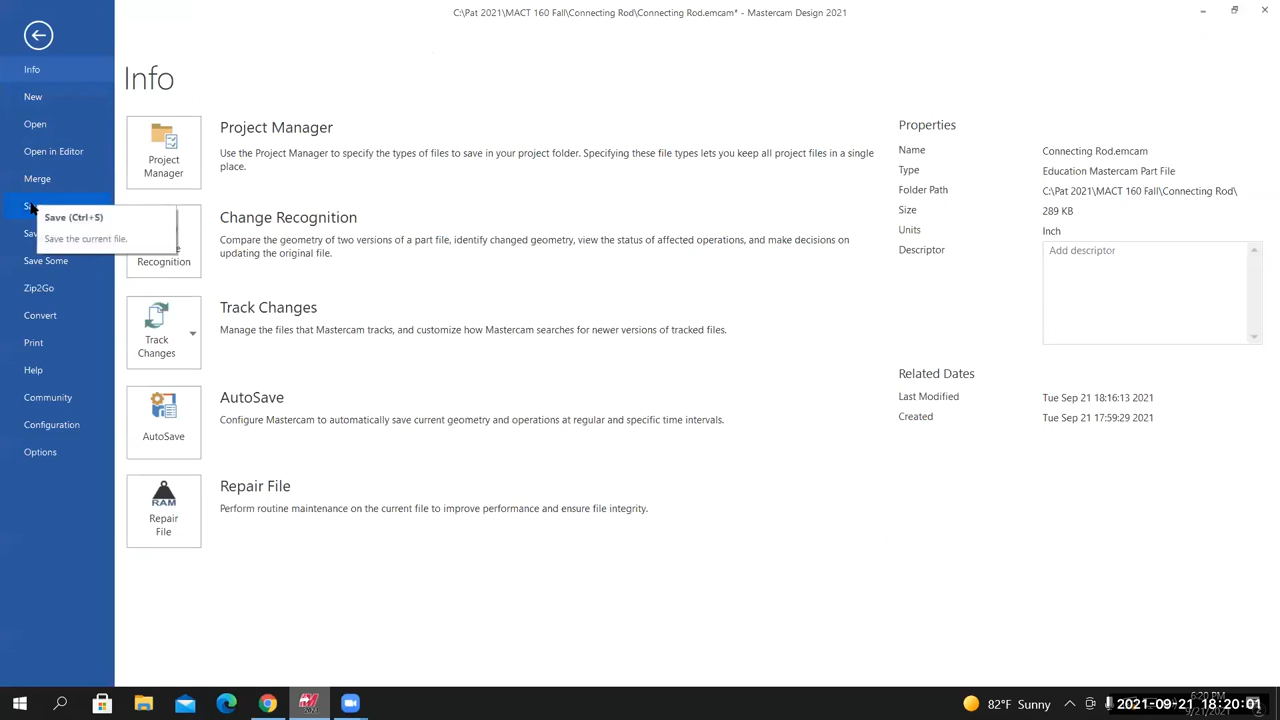 C:\Pat 2021\MACT 160 Fall\Connecting Rod\Connecting Rod.emcam* - Mastercam Design 2021
Info
New
Open
Open in Editor
Merge
Save (Ctrl+S)
Save the current file.
Save Some
Zip2Go
Convert
Print
Help
Community
Configuration
Options
Info
Project
Manager
Project Manager
Use the Project Manager to specify the types of files to save in your project folder. Specifying these file types lets you keep all project files in a single
place.
Recognition
Change Recognition
Compare the geometry of two versions of a part file, identify changed geometry, view the status of affected operations, and make decisions on
updating the original file.
Track
Changes
Track Changes
Manage the files that Mastercam tracks, and customize how Mastercam searches for newer versions of tracked files.
AutoSave
AutoSave
Configure Mastercam to automatically save current geometry and operations at regular and specific time intervals.
RAM
Repair
File
Repair File
Perform routine maintenance on the current file to improve performance and ensure file integrity.
Properties
Name Connecting Rod.emcam
Type Education Mastercam Part File
Folder Path C:\Pat 2021\MACT 160 Fall\Connecting Rod\
Size 289 KB
Units Inch
Descriptor Add descriptor
Related Dates
Last Modified Tue Sep 21 18:16:13 2021
Created Tue Sep 21 17:59:29 2021
82°F Sunny
6:20 PM
9/21/2021
2021-09-21 18:20:01